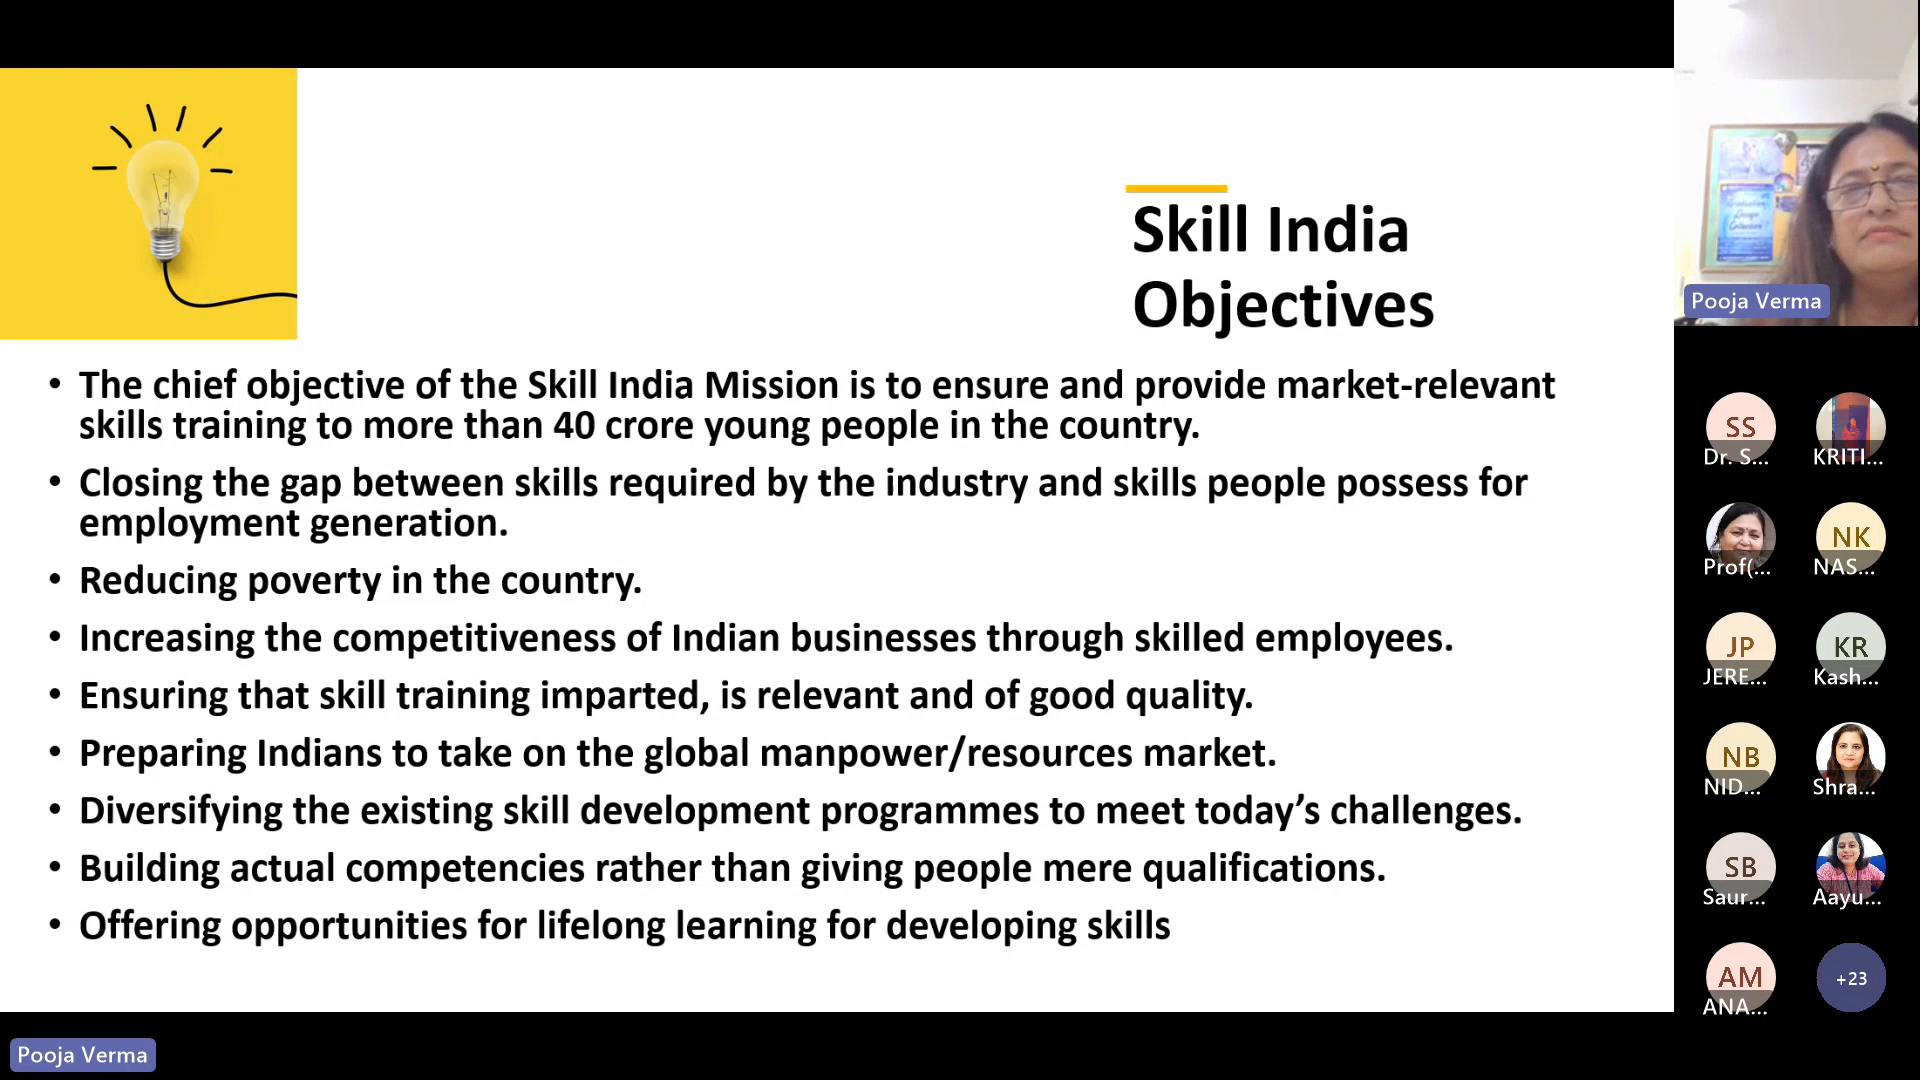 Skill India
Objectives
• The chief objective of the Skill India Mission is to ensure and provide market-relevant
skills training to more than 40 crore young people in the country.
• Closing the gap between skills required by the industry and skills people possess for
employment generation.
• Reducing poverty in the country.
• Increasing the competitiveness of Indian businesses through skilled employees.
• Ensuring that skill training imparted, is relevant and of good quality.
• Preparing Indians to take on the global manpower/resources market.
• Diversifying the existing skill development programmes to meet today’s challenges.
• Building actual competencies rather than giving people mere qualifications.
• Offering opportunities for lifelong learning for developing skills
Pooja Verma
Pooja Verma
SS
Dr. S...
KRITI...
Prof(...
NK
NAS...
JP
JERE...
KR
Kash...
NB
NID...
Shra...
SB
Saur...
Aayu...
AM
ANA...
+23